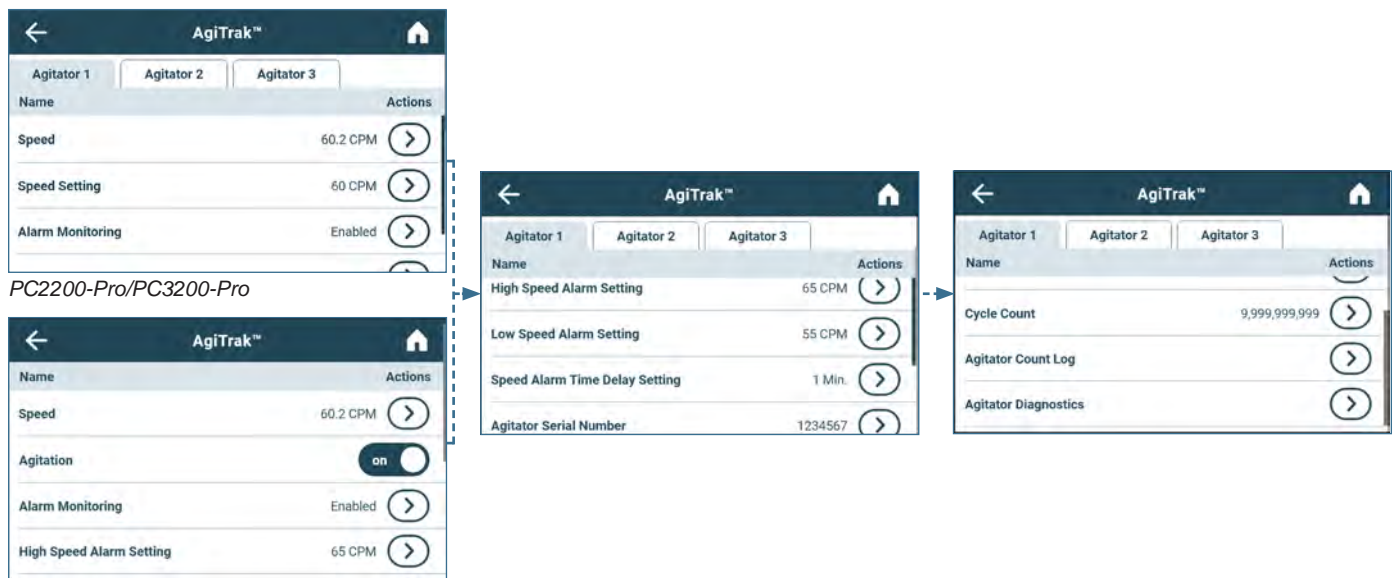 AgiTrak™
Agitator 1 Agitator 2 Agitator 3
Name Actions
Speed 60.2 CPM
Speed Setting 60 CPM
Alarm Monitoring Enabled
PC2200-Pro/PC3200-Pro
AgiTrak™
Name Actions
Speed 60.2 CPM
Agitation on
Alarm Monitoring Enabled
High Speed Alarm Setting 65 CPM
AgiTrak™
Agitator 1 Agitator 2 Agitator 3
Name Actions
High Speed Alarm Setting 65 CPM
Low Speed Alarm Setting 55 CPM
Speed Alarm Time Delay Setting 1 Min.
Agitator Serial Number 1234567
AgiTrak™
Agitator 1 Agitator 2 Agitator 3
Name Actions
Cycle Count 9,999,999,999
Agitator Count Log
Agitator Diagnostics